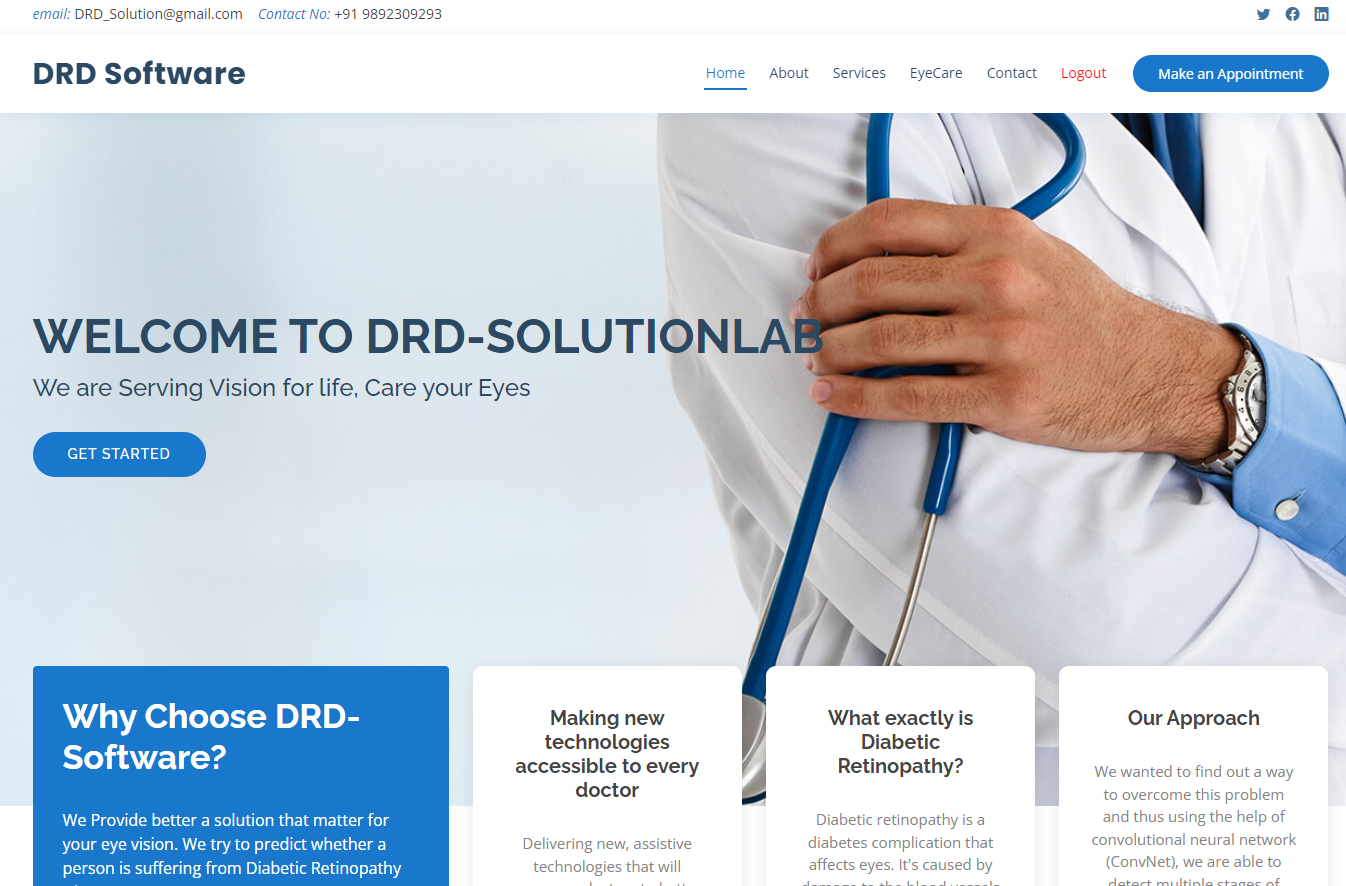 email: DRD_Solution@gmail.com Contact No: +91 9892309293
DRD Software
Home About Services EyeCare Contact Logout Make an Appointment
WELCOME TO DRD-SOLUTIONLAB
We are Serving Vision for life, Care your Eyes
GET STARTED
Why Choose DRD-
Software?
We Provide better a solution that matter for
your eye vision. We try to predict whether a
person is suffering from Diabetic Retinopathy
Making new
technologies
accessible to every
doctor
Delivering new, assistive
technologies that will
What exactly is
Diabetic
Retinopathy?
Diabetic retinopathy is a
diabetes complication that
affects eyes. It's caused by
damage to the blood vessels
Our Approach
We wanted to find out a way
to overcome this problem
and thus using the help of
convolutional neural network
(ConvNet), we are able to
detect multiple stages of